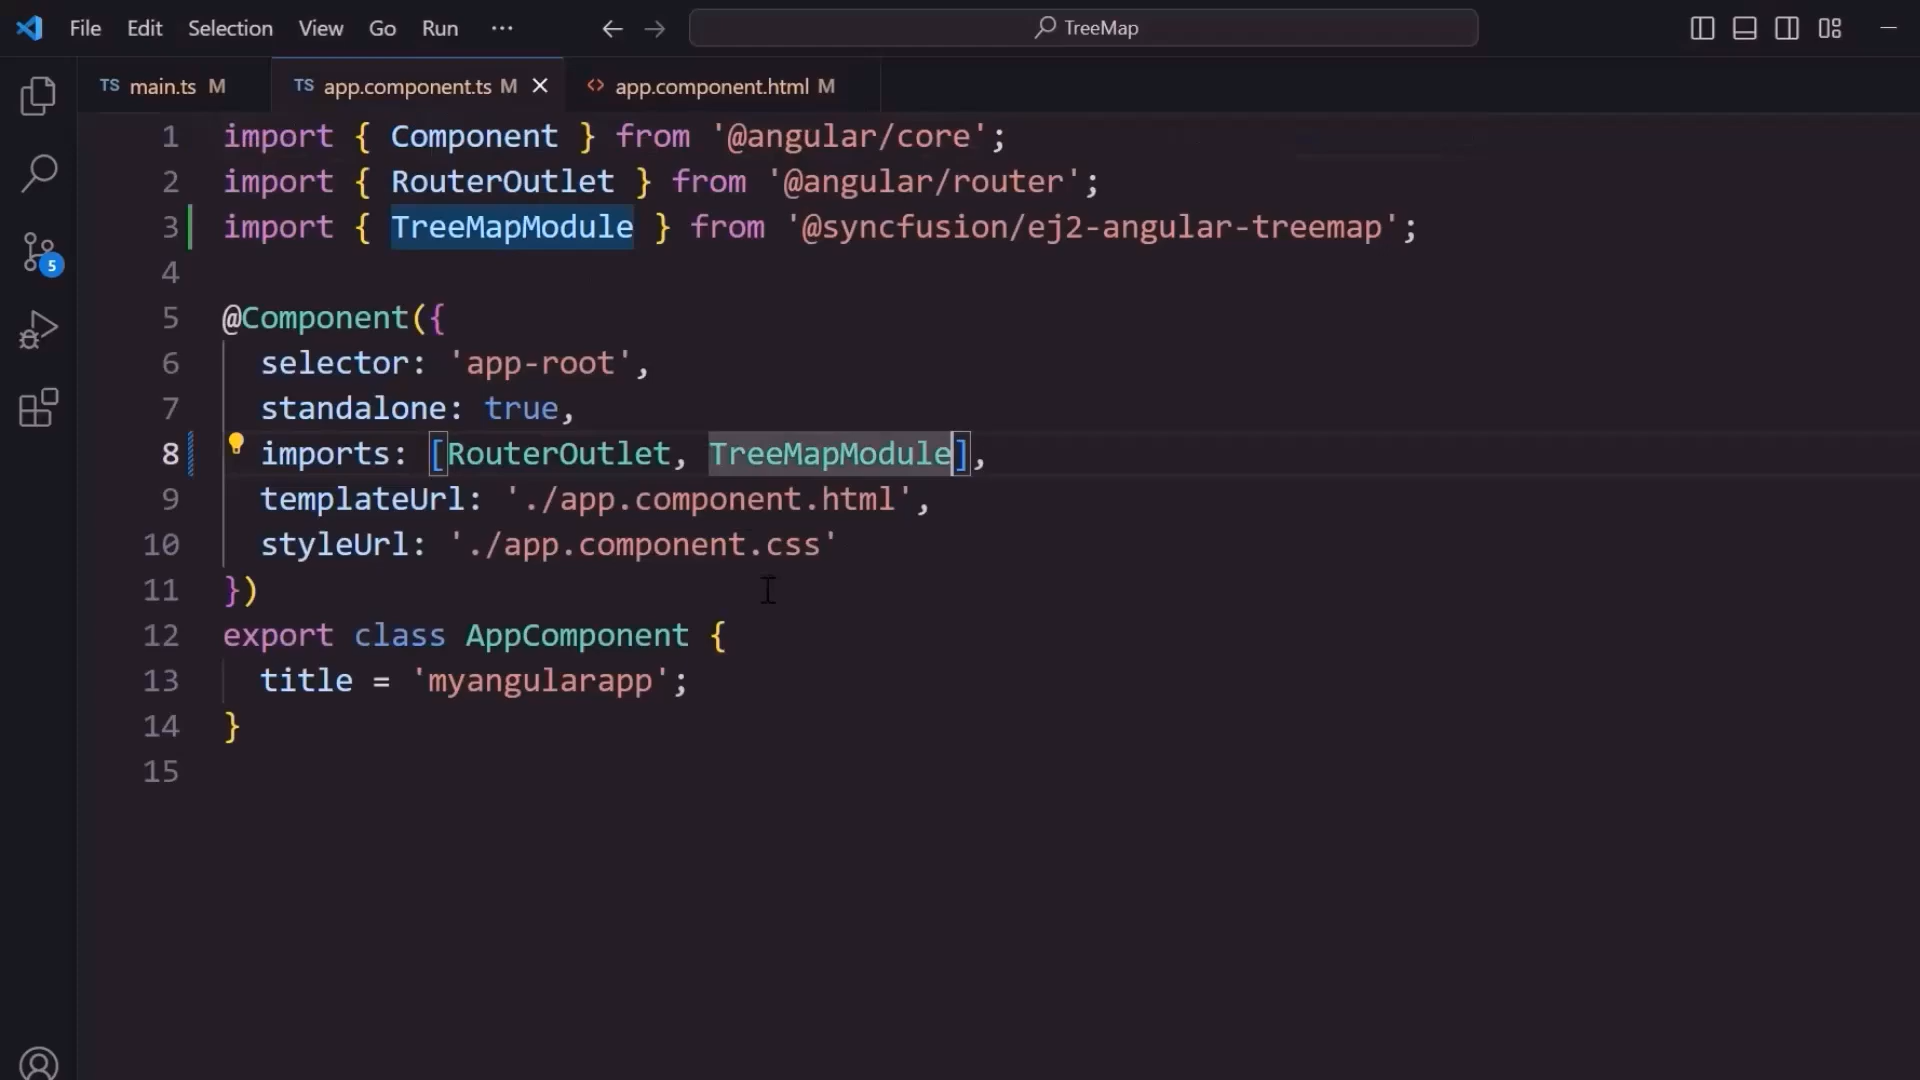 File Edit Selection View Go Run ··· TreeMap
TS main.ts M TS app.component.ts M <> app.component.html M
1 import { Component } from '@angular/core';
2 import { RouterOutlet } from '@angular/router';
3 import { TreeMapModule } from '@syncfusion/ej2-angular-treemap';
4
5 @Component({
6 selector: 'app-root',
7 standalone: true,
8 imports: [RouterOutlet, TreeMapModule],
9 templateUrl: './app.component.html',
10 styleUrl: './app.component.css'
11 })
12 export class AppComponent {
13 title = 'myangularapp';
14 }
15
5